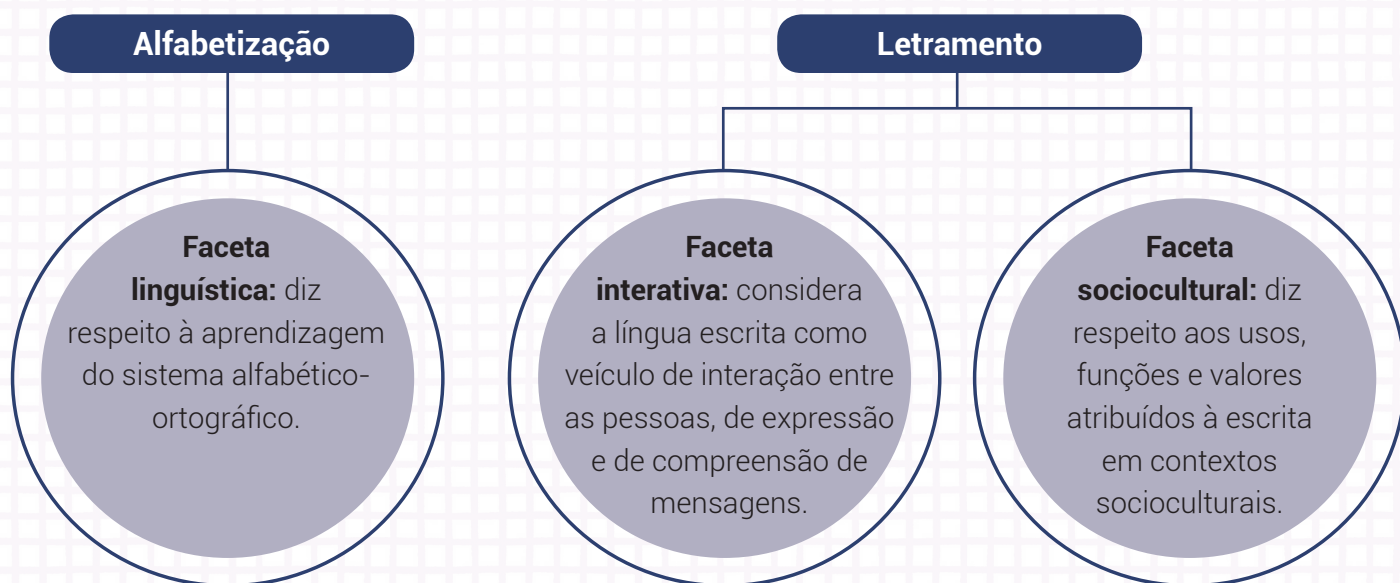 Alfabetização
Letramento
Faceta
linguística: diz
respeito à aprendizagem
do sistema alfabético-
ortográfico.
Faceta
interativa: considera
a língua escrita como
veículo de interação entre
as pessoas, de expressão
e de compreensão de
mensagens.
Faceta
sociocultural: diz
respeito aos usos,
funções e valores
atribuídos à escrita
em contextos
socioculturais.